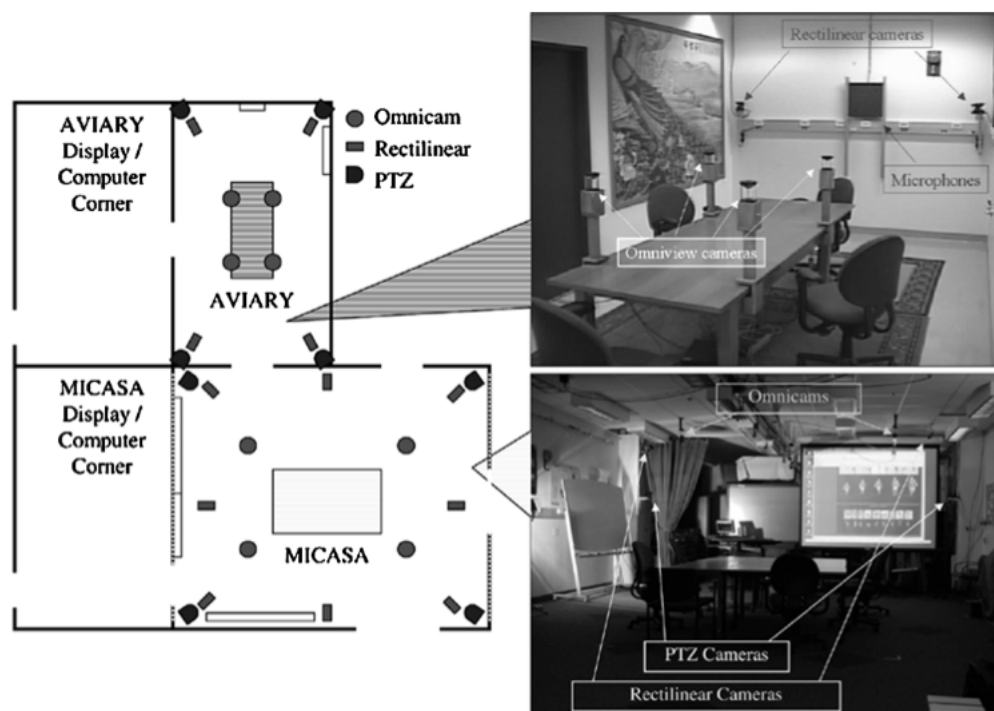 AVIARY
Display /
Computer
Corner
Omnicam
Rectilinear
PTZ
AVIARY
MICASA
Display /
Computer
Corner
MICASA
Rectilinear cameras
Microphones
Omniview cameras
Omnicams
PTZ Cameras
Rectilinear Cameras